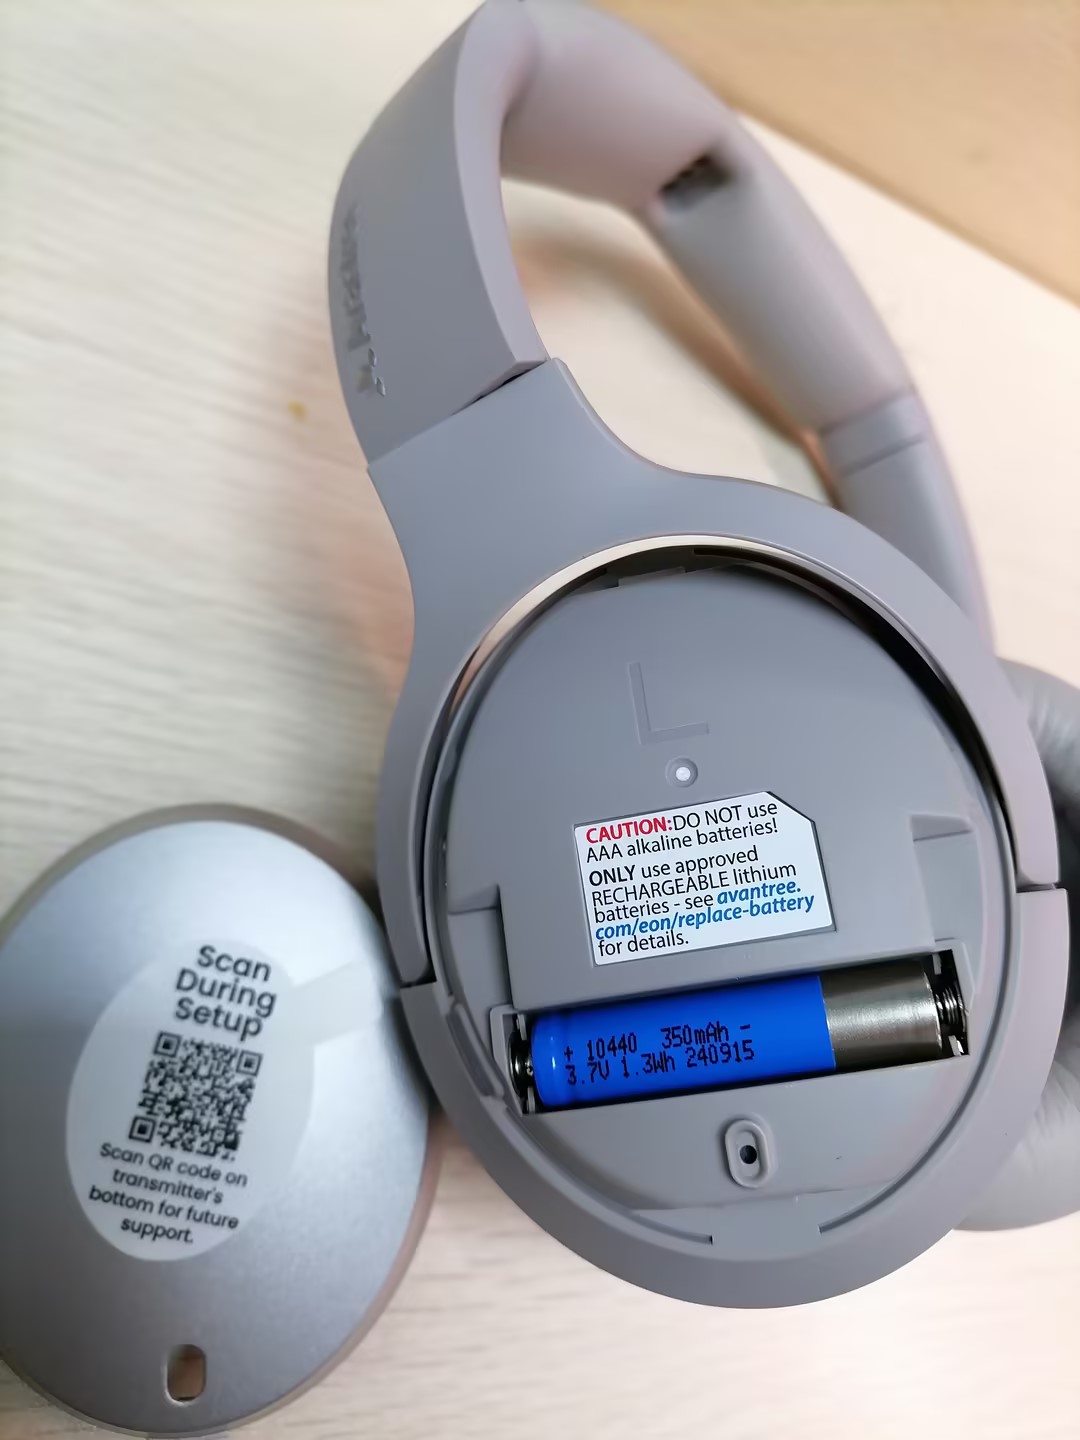 Avantree
L
CAUTION:DO NOT use
AAA alkaline batteries!
ONLY use approved
RECHARGEABLE lithium
batteries - see avantree.
com/eon/replace-battery
for details.
+ 10440 350mAh -
3.7V 1.3Wh 240915
Scan
During
Setup
Scan QR code on
transmitter's
bottom for future
support.